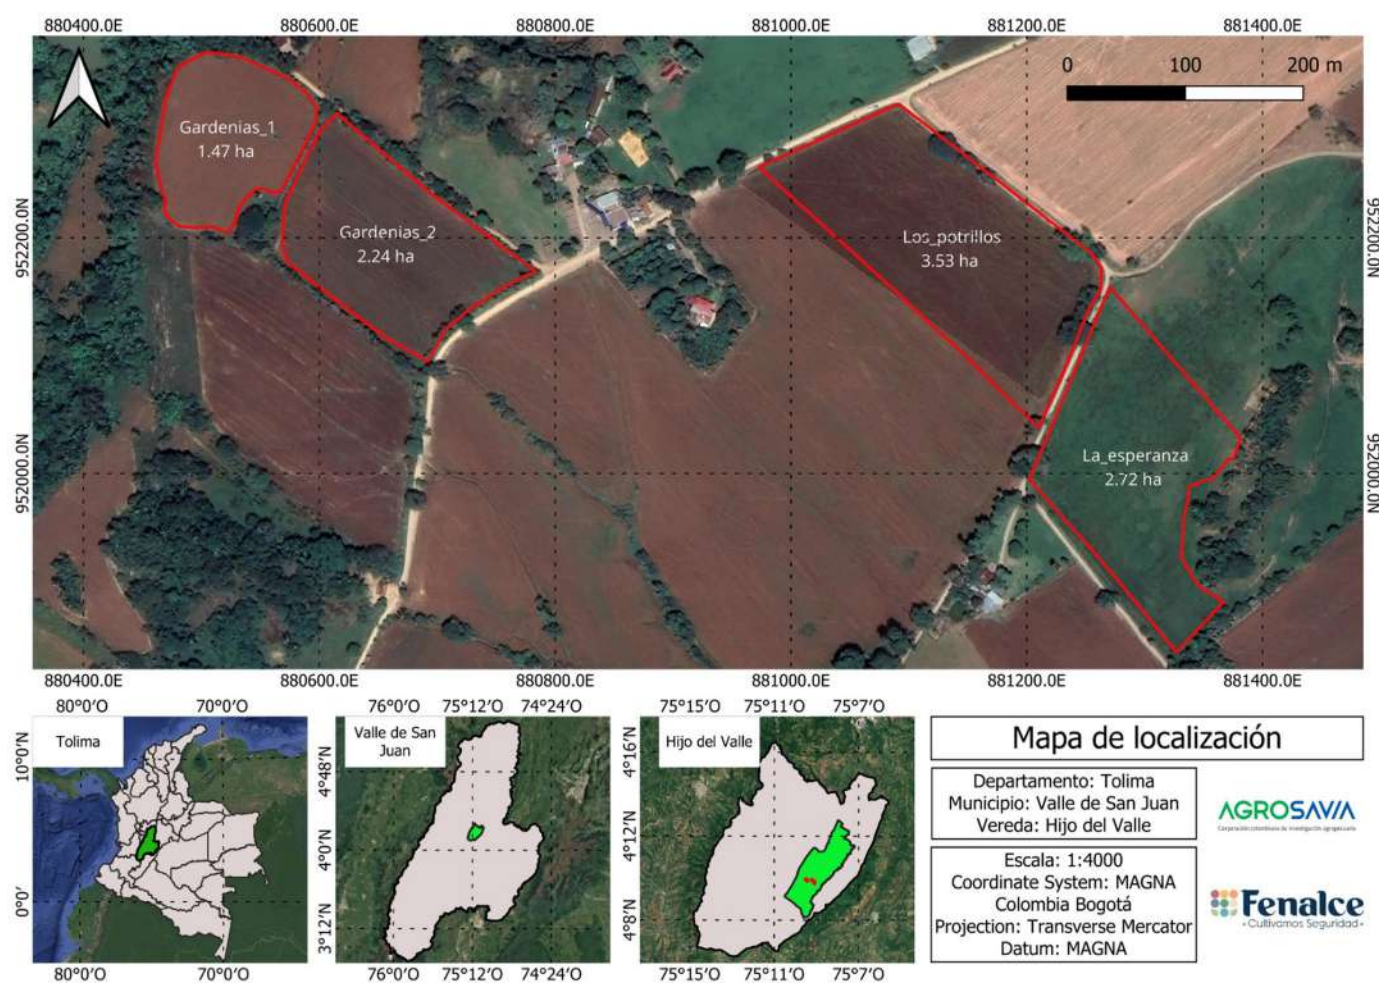 880400.0E 880600.0E 880800.0E 881000.0E 881200.0E 881400.0E
0 100 200 m
Gardenias_1
1.47 ha
Gardenias_2
2.24 ha
Los_potrillos
3.53 ha
La_esperanza
2.72 ha
952200.0N
952000.0N
952200.0N
952000.0N
880400.0E 880600.0E 880800.0E 881000.0E 881200.0E 881400.0E
80°0'O 70°0'O
Tolima
10°0'N
0°0'
80°0'O 70°0'O
76°0'O 75°12'O 74°24'O
Valle de San
Juan
4°48'N
4°0'N
3°12'N
76°0'O 75°12'O 74°24'O
75°15'O 75°11'O 75°7'O
Hijo del Valle
4°16'N
4°12'N
4°8'N
75°15'O 75°11'O 75°7'O
Mapa de localización
Departamento: Tolima
Municipio: Valle de San Juan
Vereda: Hijo del Valle
AGROSAVIA
Corporación colombiana de investigación agropecuaria
Escala: 1:4000
Coordinate System: MAGNA
Colombia Bogotá
Projection: Transverse Mercator
Datum: MAGNA
Fenalce
• Cultivamos Seguridad •